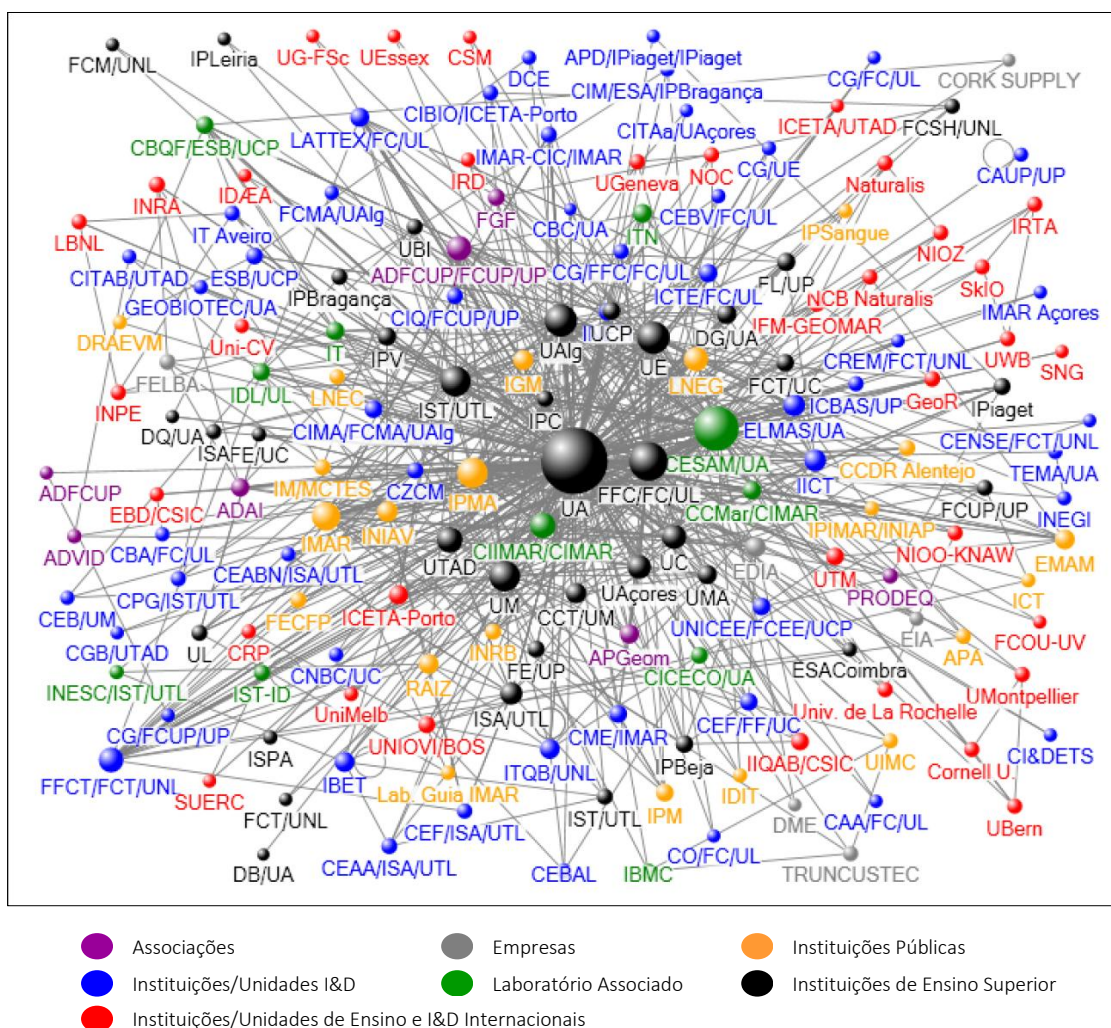 FCM/UNL
IPLeiria
UG-FSc
UEssex
CSM
DCE
APD/IPiaget/IPiaget
CIM/ESA/IPBragança
CG/FC/UL
CORK SUPPLY
CBQF/ESB/UCP
LATTEX/FC/UL
CIBIO/ICETA-Porto
CITAa/UAçores
ICETA/UTAD
FCSH/UNL
IMAR-CIC/IMAR
CG/UE
CAUP/UP
INRA
IDÆA
IRD
UGeneva
NOC
Naturalis
FCMA/UAlg
FGF
CEBV/FC/UL
LBNL
IT Aveiro
UBI
CBC/UA
ITN
IPSangue
NIOZ
IRTA
CITAB/UTAD
ESB/UCP
ADFCUP/FCUP/UP
CG/FFC/FC/UL
FL/UP
SkIO
GEOBIOTEC/UA
IPBragança
CIQ/FCUP/UP
ICTE/FC/UL
NCB Naturalis
IMAR Açores
DRAEVM
Uni-CV
IT
IPV
UAlg
IUCP
UE
DG/UA
IFM-GEOMAR
CREM/FCT/UNL
UWB
SNG
FELBA
IDL/UL
LNEC
IST/UTL
IGM
LNEG
FCT/UC
ICBAS/UP
GeoR
IPiaget
INPE
IPC
DQ/UA
ISAFE/UC
CIMA/FCMA/UAlg
ELMAS/UA
CENSE/FCT/UNL
CESAM/UA
CCDR Alentejo
TEMA/UA
ADFCUP
IM/MCTES
CZCM
IPMA
UA
FFC/FC/UL
IICT
FCUP/UP
INEGI
EBD/CSIC
ADAI
CCMar/CIMAR
IPIMAR/INIAP
ADVID
CBA/FC/UL
IMAR
INIAV
CIIMAR/CIMAR
NIOO-KNAW
EMAM
CEABN/ISA/UTL
UTAD
UC
EDIA
UTM
CEB/UM
CPG/IST/UTL
FECFP
ICETA-Porto
UM
UAçores
UMA
PRODEQ
ICT
CGB/UTAD
UL
CRP
CCT/UM
UNICEE/FCEE/UCP
EIA
FCOU-UV
INRB
FE/UP
APGeom
APA
INESC/IST/UTL
IST-ID
CNBC/UC
RAIZ
CICECO/UA
ESACoimbra
UMontpellier
CG/FCUP/UP
UniMelb
ISA/UTL
CEF/FF/UC
Univ. de La Rochelle
FFCT/FCT/UNL
ISPA
UNIOVI/BOS
CME/IMAR
IPBeja
IIQAB/CSIC
UIMC
Cornell U.
CI&DETS
SUERC
IBET
Lab. Guia IMAR
ITQB/UNL
IPM
IDIT
FCT/UNL
CEF/ISA/UTL
IST/UTL
DME
CAA/FC/UL
UBern
DB/UA
CEAA/ISA/UTL
CEBAL
IBMC
CO/FC/UL
TRUNCUSTEC
Associações
Empresas
Instituições Públicas
Instituições/Unidades I&D
Laboratório Associado
Instituições de Ensino Superior
Instituições/Unidades de Ensino e I&D Internacionais